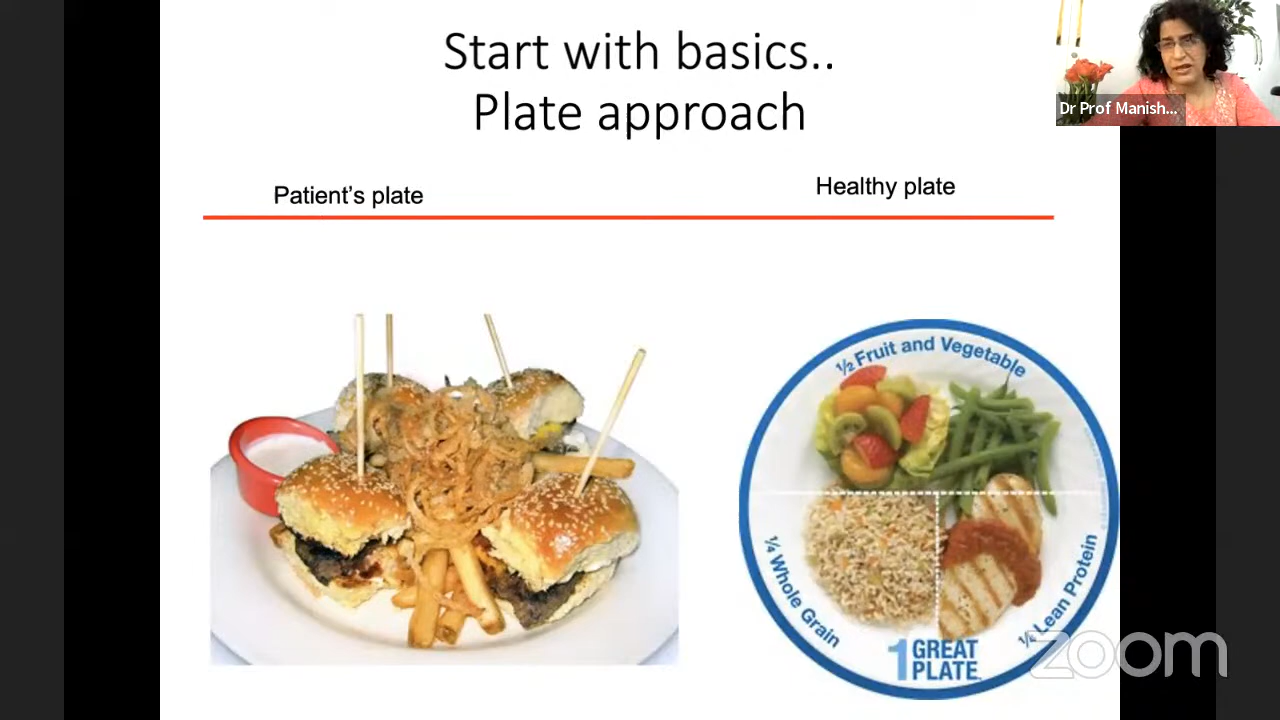 Start with basics..
Plate approach
Dr Prof Manish...
Patient's plate
Healthy plate
½ Fruit and Vegetable
¼ Whole Grain
¼ Lean Protein
1 GREAT
PLATE
zoom